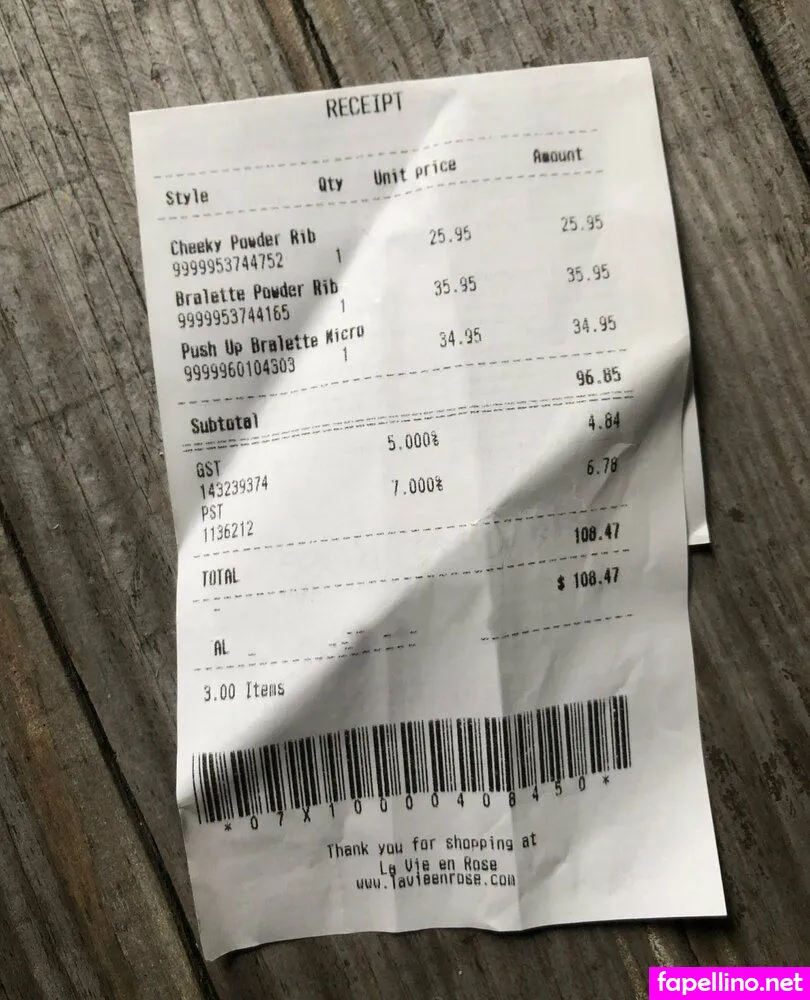 RECEIPT
Style Qty Unit price Amount
Cheeky Powder Rib
9999953744752 1 25.95 25.95
Bralette Powder Rib
9999953744165 1 35.95 35.95
Push Up Bralette Micro
9999960104303 1 34.95 34.95
Subtotal 96.85
GST 5.000% 4.84
143239374
PST 7.000% 6.78
1136212
TOTAL 108.47
$ 108.47
AL
3.00 Items
*07X10000408450*
Thank you for shopping at
La Vie en Rose
www.lavieenrose.com
fapellino.net